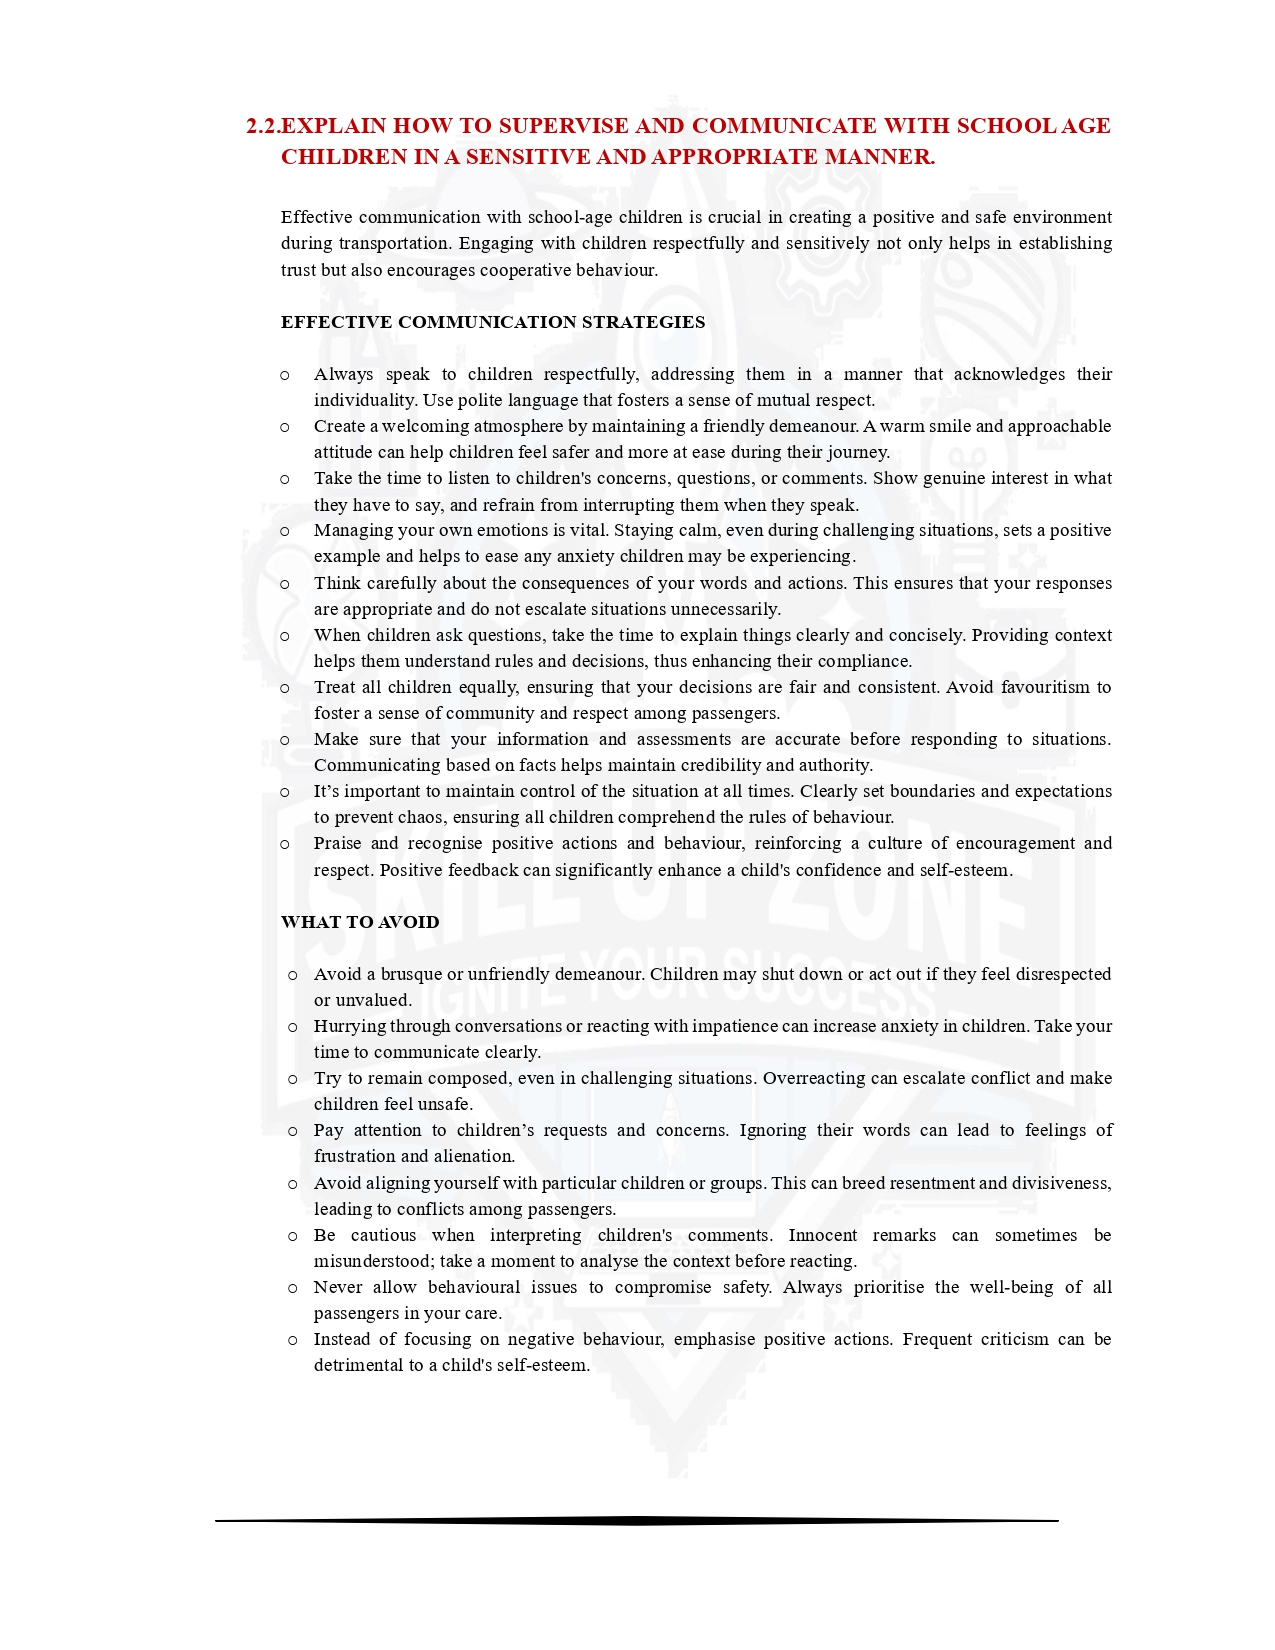 2.2.EXPLAIN HOW TO SUPERVISE AND COMMUNICATE WITH SCHOOL AGE
CHILDREN IN A SENSITIVE AND APPROPRIATE MANNER.
Effective communication with school-age children is crucial in creating a positive and safe environment
during transportation. Engaging with children respectfully and sensitively not only helps in establishing
trust but also encourages cooperative behaviour.
EFFECTIVE COMMUNICATION STRATEGIES
o Always speak to children respectfully, addressing them in a manner that acknowledges their
individuality. Use polite language that fosters a sense of mutual respect.
o Create a welcoming atmosphere by maintaining a friendly demeanour. A warm smile and approachable
attitude can help children feel safer and more at ease during their journey.
o Take the time to listen to children's concerns, questions, or comments. Show genuine interest in what
they have to say, and refrain from interrupting them when they speak.
o Managing your own emotions is vital. Staying calm, even during challenging situations, sets a positive
example and helps to ease any anxiety children may be experiencing.
o Think carefully about the consequences of your words and actions. This ensures that your responses
are appropriate and do not escalate situations unnecessarily.
o When children ask questions, take the time to explain things clearly and concisely. Providing context
helps them understand rules and decisions, thus enhancing their compliance.
o Treat all children equally, ensuring that your decisions are fair and consistent. Avoid favouritism to
foster a sense of community and respect among passengers.
o Make sure that your information and assessments are accurate before responding to situations.
Communicating based on facts helps maintain credibility and authority.
o It’s important to maintain control of the situation at all times. Clearly set boundaries and expectations
to prevent chaos, ensuring all children comprehend the rules of behaviour.
o Praise and recognise positive actions and behaviour, reinforcing a culture of encouragement and
respect. Positive feedback can significantly enhance a child's confidence and self-esteem.
SKILL UP ZONE
WHAT TO AVOID
IGNITE YOUR SUCCESS
o Avoid a brusque or unfriendly demeanour. Children may shut down or act out if they feel disrespected
or unvalued.
o Hurrying through conversations or reacting with impatience can increase anxiety in children. Take your
time to communicate clearly.
o Try to remain composed, even in challenging situations. Overreacting can escalate conflict and make
children feel unsafe.
o Pay attention to children’s requests and concerns. Ignoring their words can lead to feelings of
frustration and alienation.
o Avoid aligning yourself with particular children or groups. This can breed resentment and divisiveness,
leading to conflicts among passengers.
o Be cautious when interpreting children's comments. Innocent remarks can sometimes be
misunderstood; take a moment to analyse the context before reacting.
o Never allow behavioural issues to compromise safety. Always prioritise the well-being of all
passengers in your care.
o Instead of focusing on negative behaviour, emphasise positive actions. Frequent criticism can be
detrimental to a child's self-esteem.